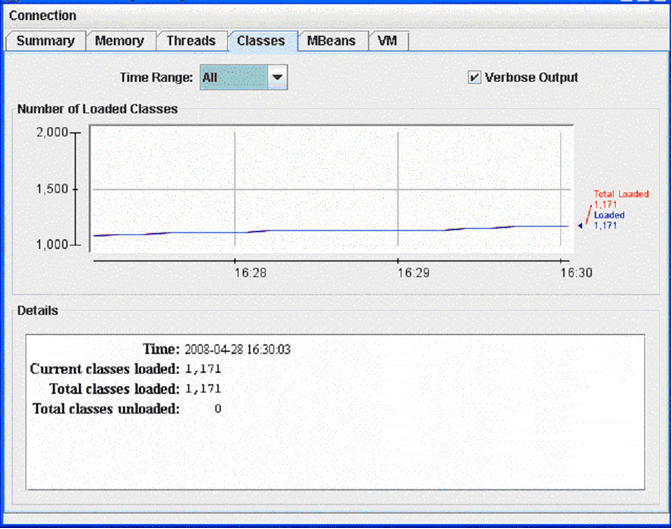 Connection
Summary Memory Threads Classes MBeans VM
Time Range: All Verbose Output
Number of Loaded Classes
2,000
1,500
1,000
Total Loaded
1,171
Loaded
1,171
16:28 16:29 16:30
Details
Time: 2008-04-28 16:30:03
Current classes loaded: 1,171
Total classes loaded: 1,171
Total classes unloaded: 0